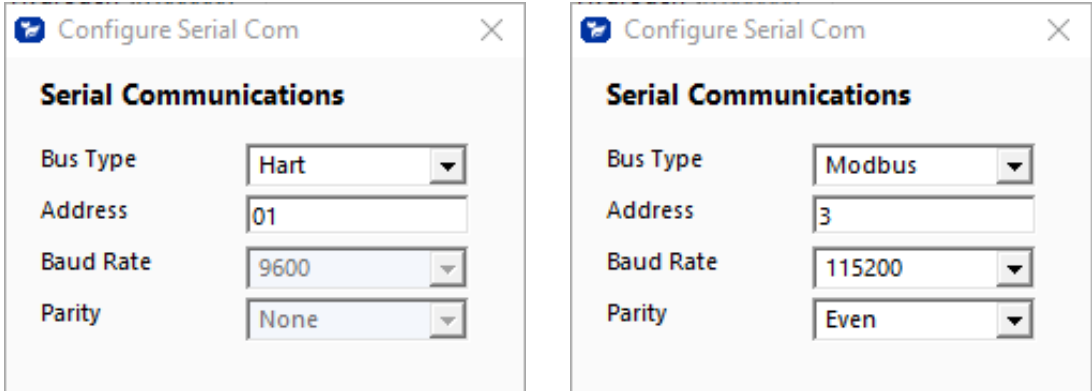 Configure Serial Com
Serial Communications
Bus Type Hart
Address 01
Baud Rate 9600
Parity None
Configure Serial Com
Serial Communications
Bus Type Modbus
Address 3
Baud Rate 115200
Parity Even